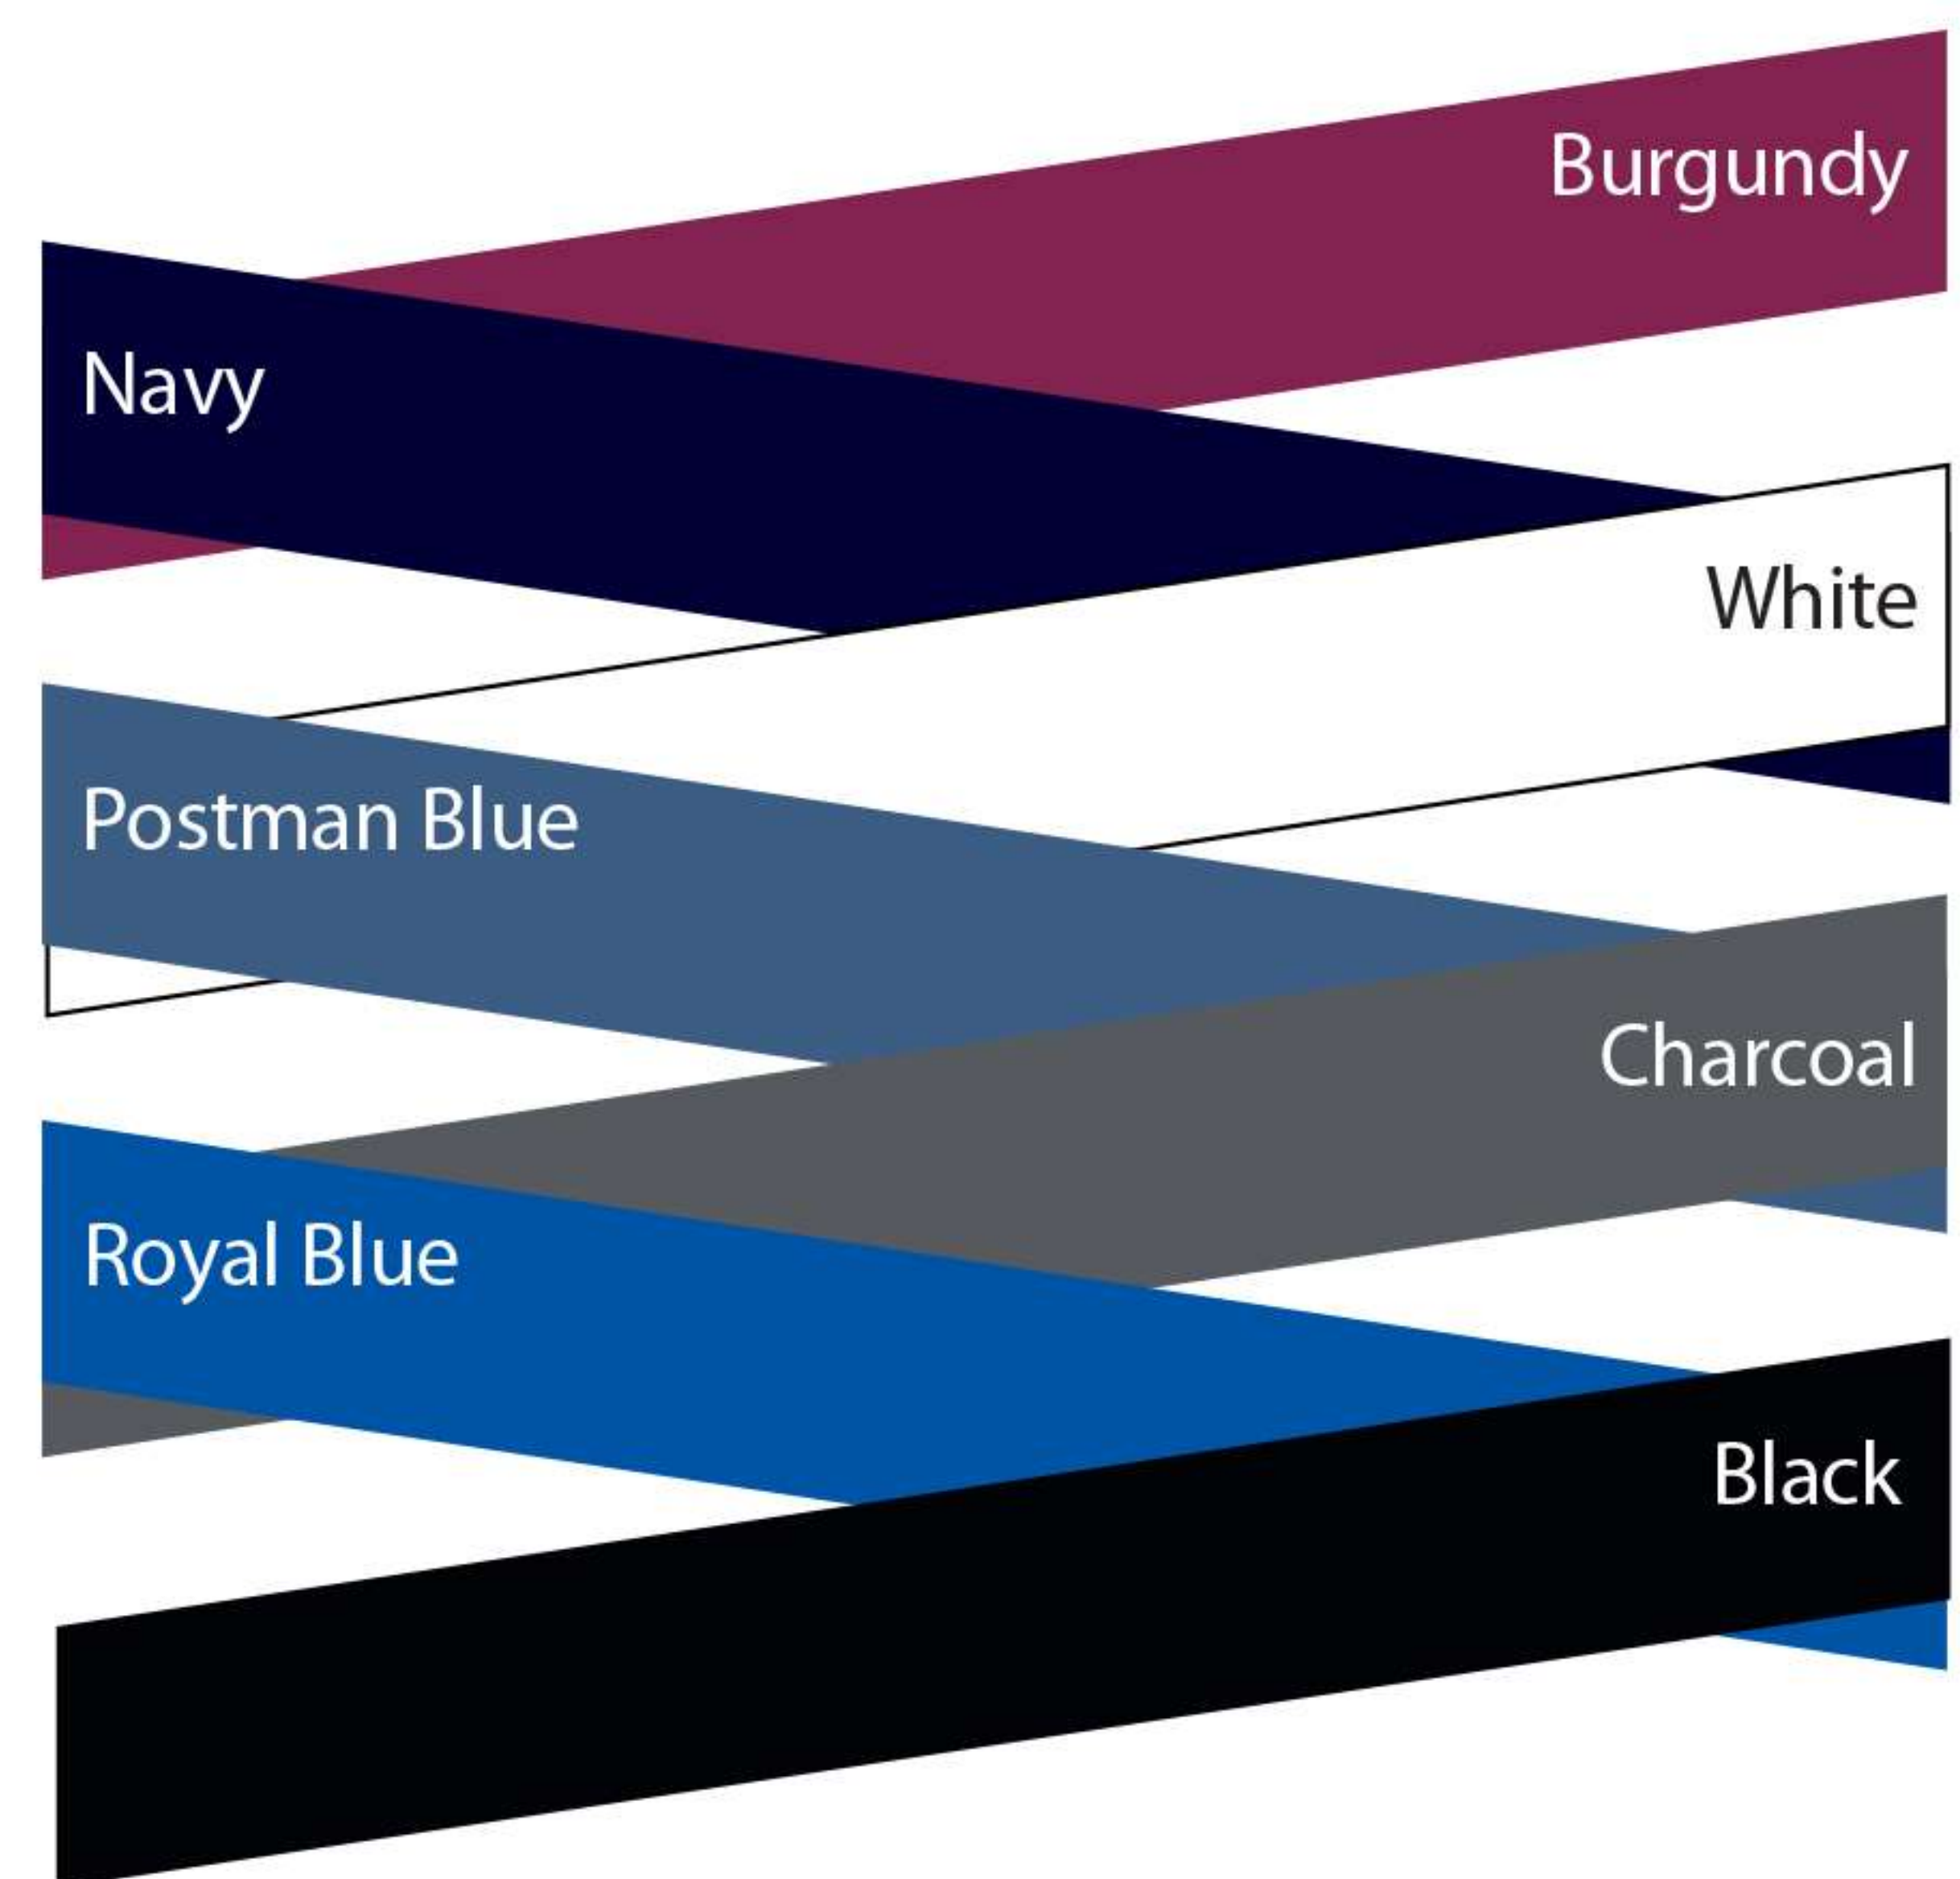 Burgundy
Navy
White
Postman Blue
Charcoal
Royal Blue
Black